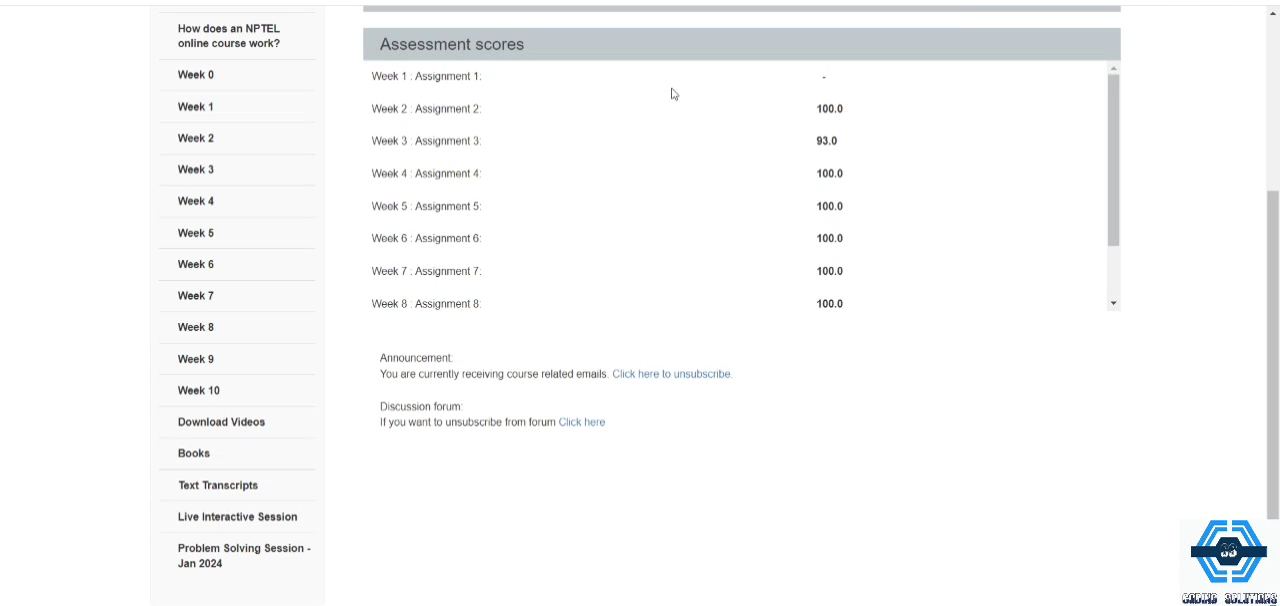 How does an NPTEL
online course work?
Week 0
Week 1
Week 2
Week 3
Week 4
Week 5
Week 6
Week 7
Week 8
Week 9
Week 10
Download Videos
Books
Text Transcripts
Live Interactive Session
Problem Solving Session -
Jan 2024
Assessment scores
Week 1 : Assignment 1: -
Week 2 : Assignment 2: 100.0
Week 3 : Assignment 3: 93.0
Week 4 : Assignment 4: 100.0
Week 5 : Assignment 5: 100.0
Week 6 : Assignment 6: 100.0
Week 7 : Assignment 7: 100.0
Week 8 : Assignment 8: 100.0
Announcement:
You are currently receiving course related emails. Click here to unsubscribe.
Discussion forum:
If you want to unsubscribe from forum Click here
CODING SOLUTIONS